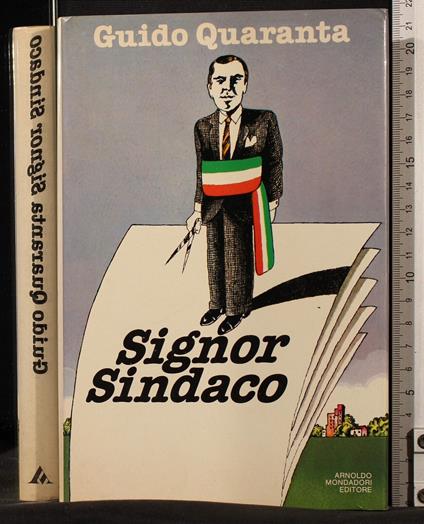 Guido Quaranta
Signor
Sindaco
ARNOLDO
MONDADORI
EDITORE
Guido Quaranta Signor Sindaco